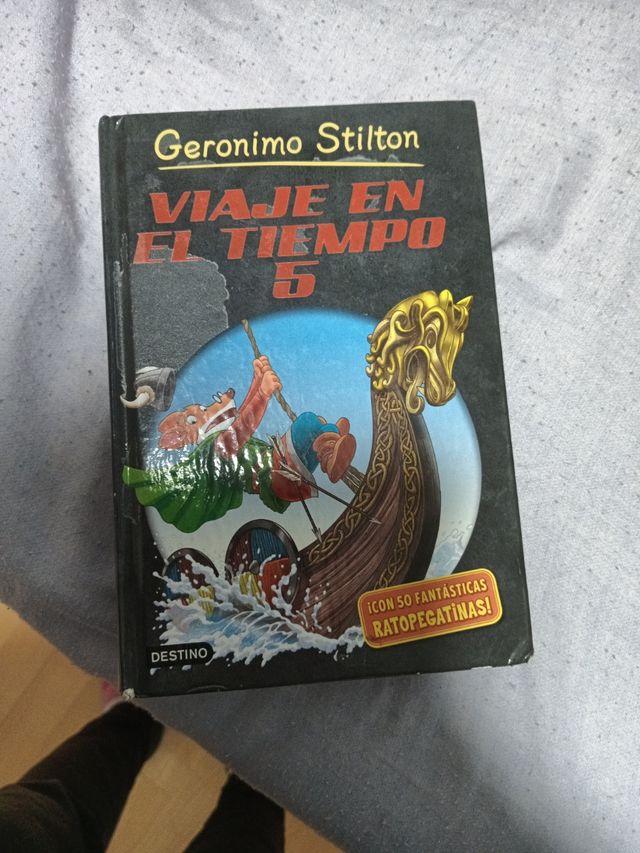 Geronimo Stilton
VIAJE EN
EL TIEMPO
5
¡CON 50 FANTÁSTICAS
RATOPEGATINAS!
DESTINO